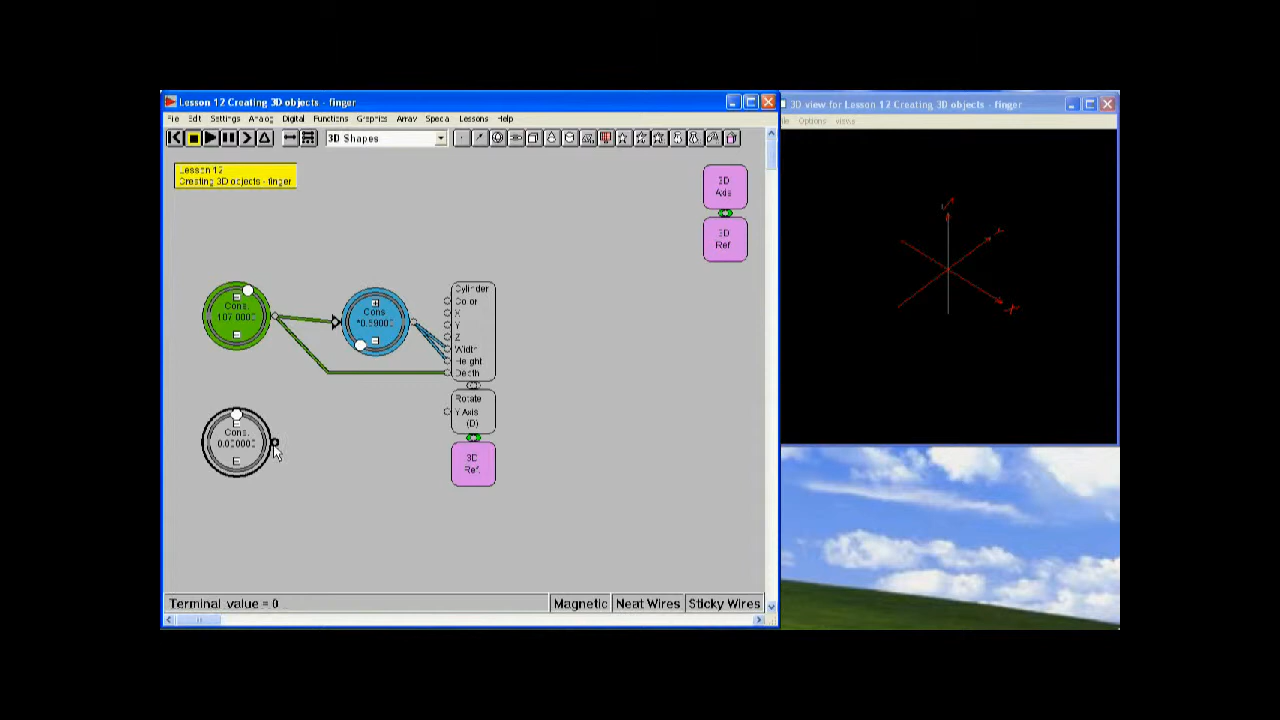 Lesson 12 Creating 3D objects - finger
File Edit Settings Analog Digital Functions Graphics Array Special Lessons Help
3D Shapes
Lesson 12
Creating 3D objects - finger
3D
Axis
3D
Ref
Cons.
107.0000
Cons
*0.59000
Cylinder
Color
X
Y
Z
Width
Height
Depth
Rotate
Y Axis
(D)
3D
Ref.
Cons.
0.00000
Terminal value = 0
Magnetic
Neat Wires
Sticky Wires
3D view for Lesson 12 Creating 3D objects - finger
Options
views
X